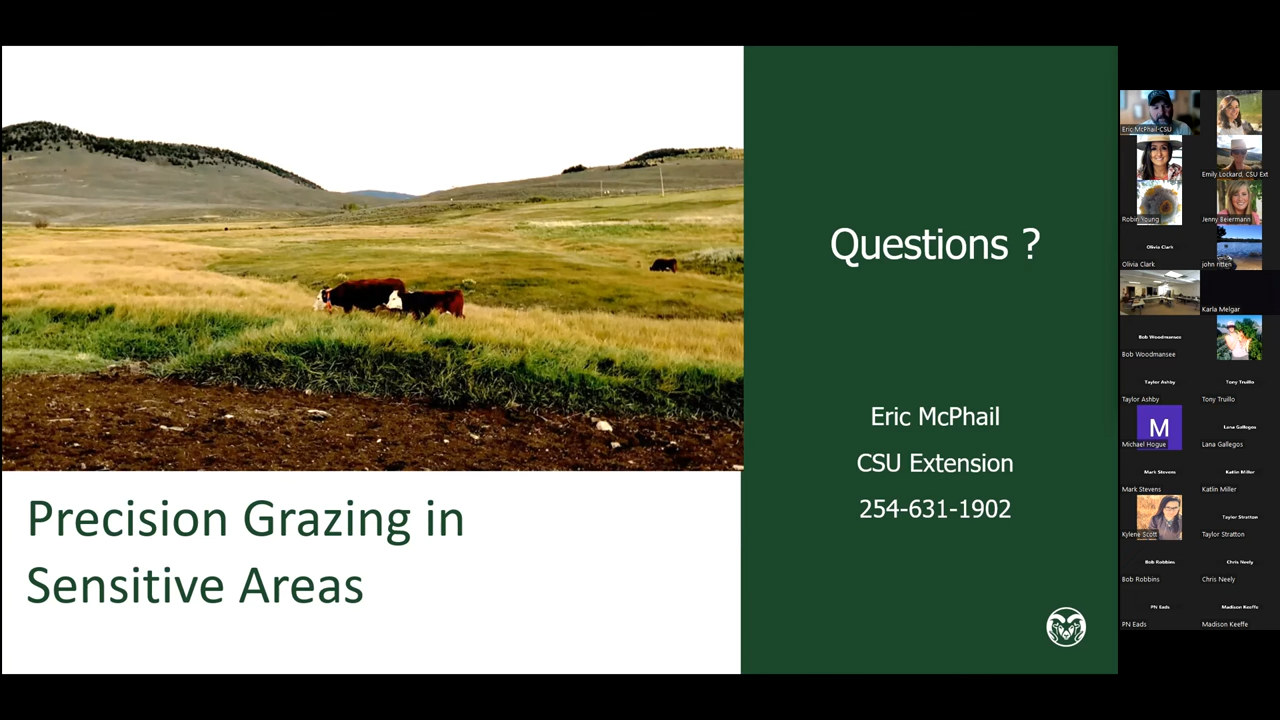 Questions ?
Eric McPhail
CSU Extension
254-631-1902
Precision Grazing in
Sensitive Areas
Eric McPhail-CSU
Emily Lockard, CSU Ext
Robin Young
Jenny Beiermann
Olivia Clark
Olivia Clark
john ritten
Karla Melgar
Bob Woodmansee
Bob Woodmansee
Taylor Ashby
Tony Truillo
Taylor Ashby
Tony Truillo
M
Michael Hogue
Lana Gallegos
Lana Gallegos
Mark Stevens
Katlin Miller
Mark Stevens
Katlin Miller
Kylene Scott
Taylor Stratton
Taylor Stratton
Bob Robbins
Chris Neely
Bob Robbins
Chris Neely
PN Eads
Madison Keeffe
PN Eads
Madison Keeffe